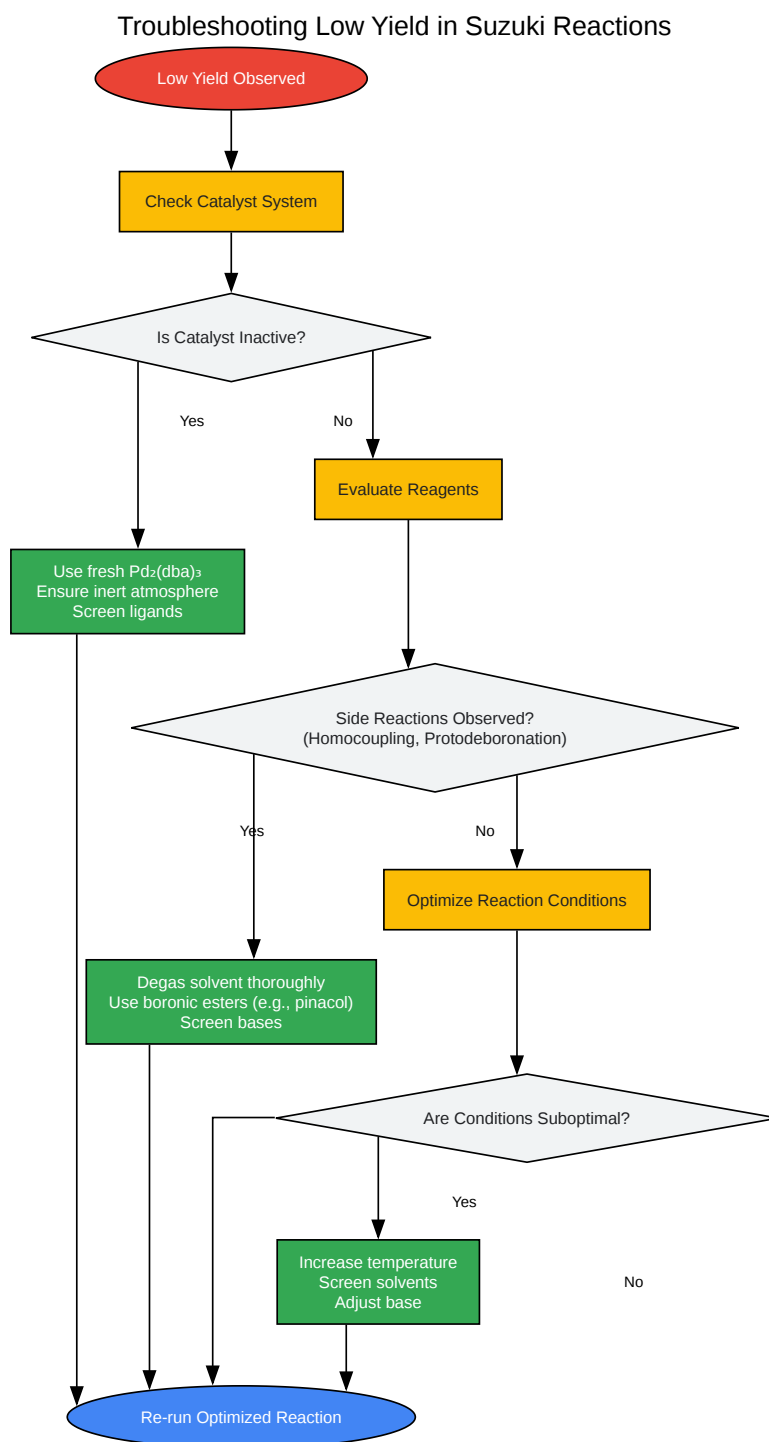 Troubleshooting Low Yield in Suzuki Reactions
Low Yield Observed
Check Catalyst System
Is Catalyst Inactive?
Yes
No
Evaluate Reagents
Use fresh Pd₂(dba)₃
Ensure inert atmosphere
Screen ligands
Side Reactions Observed?
(Homocoupling, Protodeboronation)
Yes
No
Optimize Reaction Conditions
Degas solvent thoroughly
Use boronic esters (e.g., pinacol)
Screen bases
Are Conditions Suboptimal?
Yes
Increase temperature
Screen solvents
Adjust base
No
Re-run Optimized Reaction